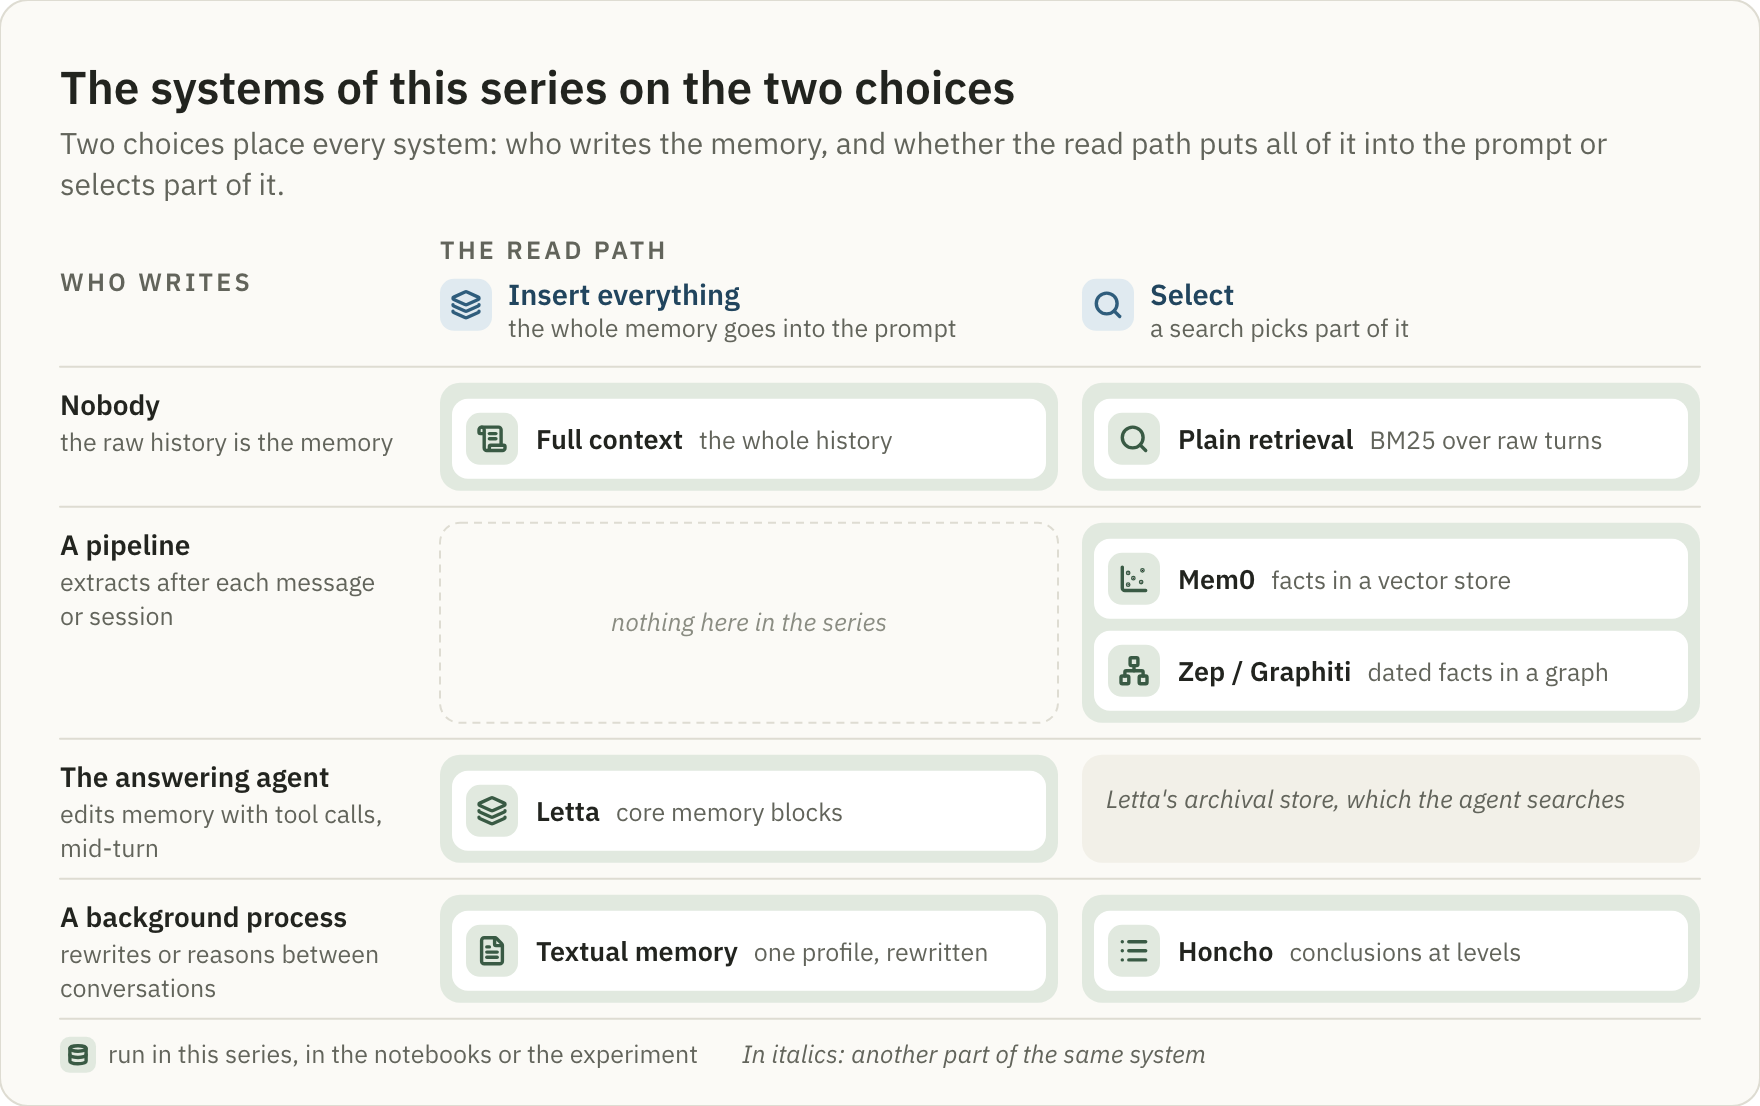 The systems of this series on the two choices
Two choices place every system: who writes the memory, and whether the read path puts all of it into the prompt or
selects part of it.
THE READ PATH
WHO WRITES
Insert everything
the whole memory goes into the prompt
Select
a search picks part of it
Nobody
the raw history is the memory
Full context the whole history
Plain retrieval BM25 over raw turns
A pipeline
extracts after each message
or session
nothing here in the series
Mem0 facts in a vector store
Zep / Graphiti dated facts in a graph
The answering agent
edits memory with tool calls,
mid-turn
Letta core memory blocks
Letta's archival store, which the agent searches
A background process
rewrites or reasons between
conversations
Textual memory one profile, rewritten
Honcho conclusions at levels
run in this series, in the notebooks or the experiment
In italics: another part of the same system